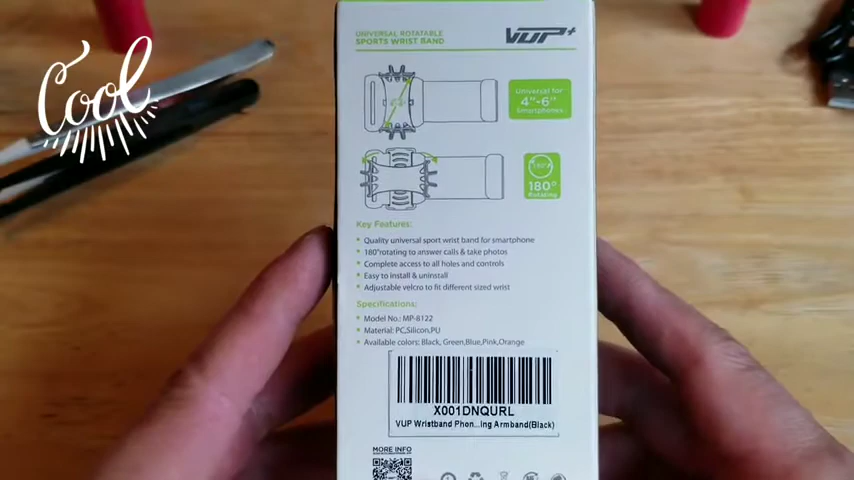 UNIVERSAL ROTATABLE
SPORTS WRIST BAND
VUP+
Cool
Universal for
4"-6"
Smartphones
180°
180°
Rotating
Key Features:
Quality universal sport wrist band for smartphone
180°rotating to answer calls & take photos
Complete access to all holes and controls
Easy to install & uninstall
Adjustable velcro to fit different sized wrist
Specifications:
Model No.: MP-8122
Material: PC,Silicon,PU
Available colors: Black, Green,Blue,Pink,Orange
X001DNQURL
VUP Wristband Phon...ing Armband(Black)
MORE INFO